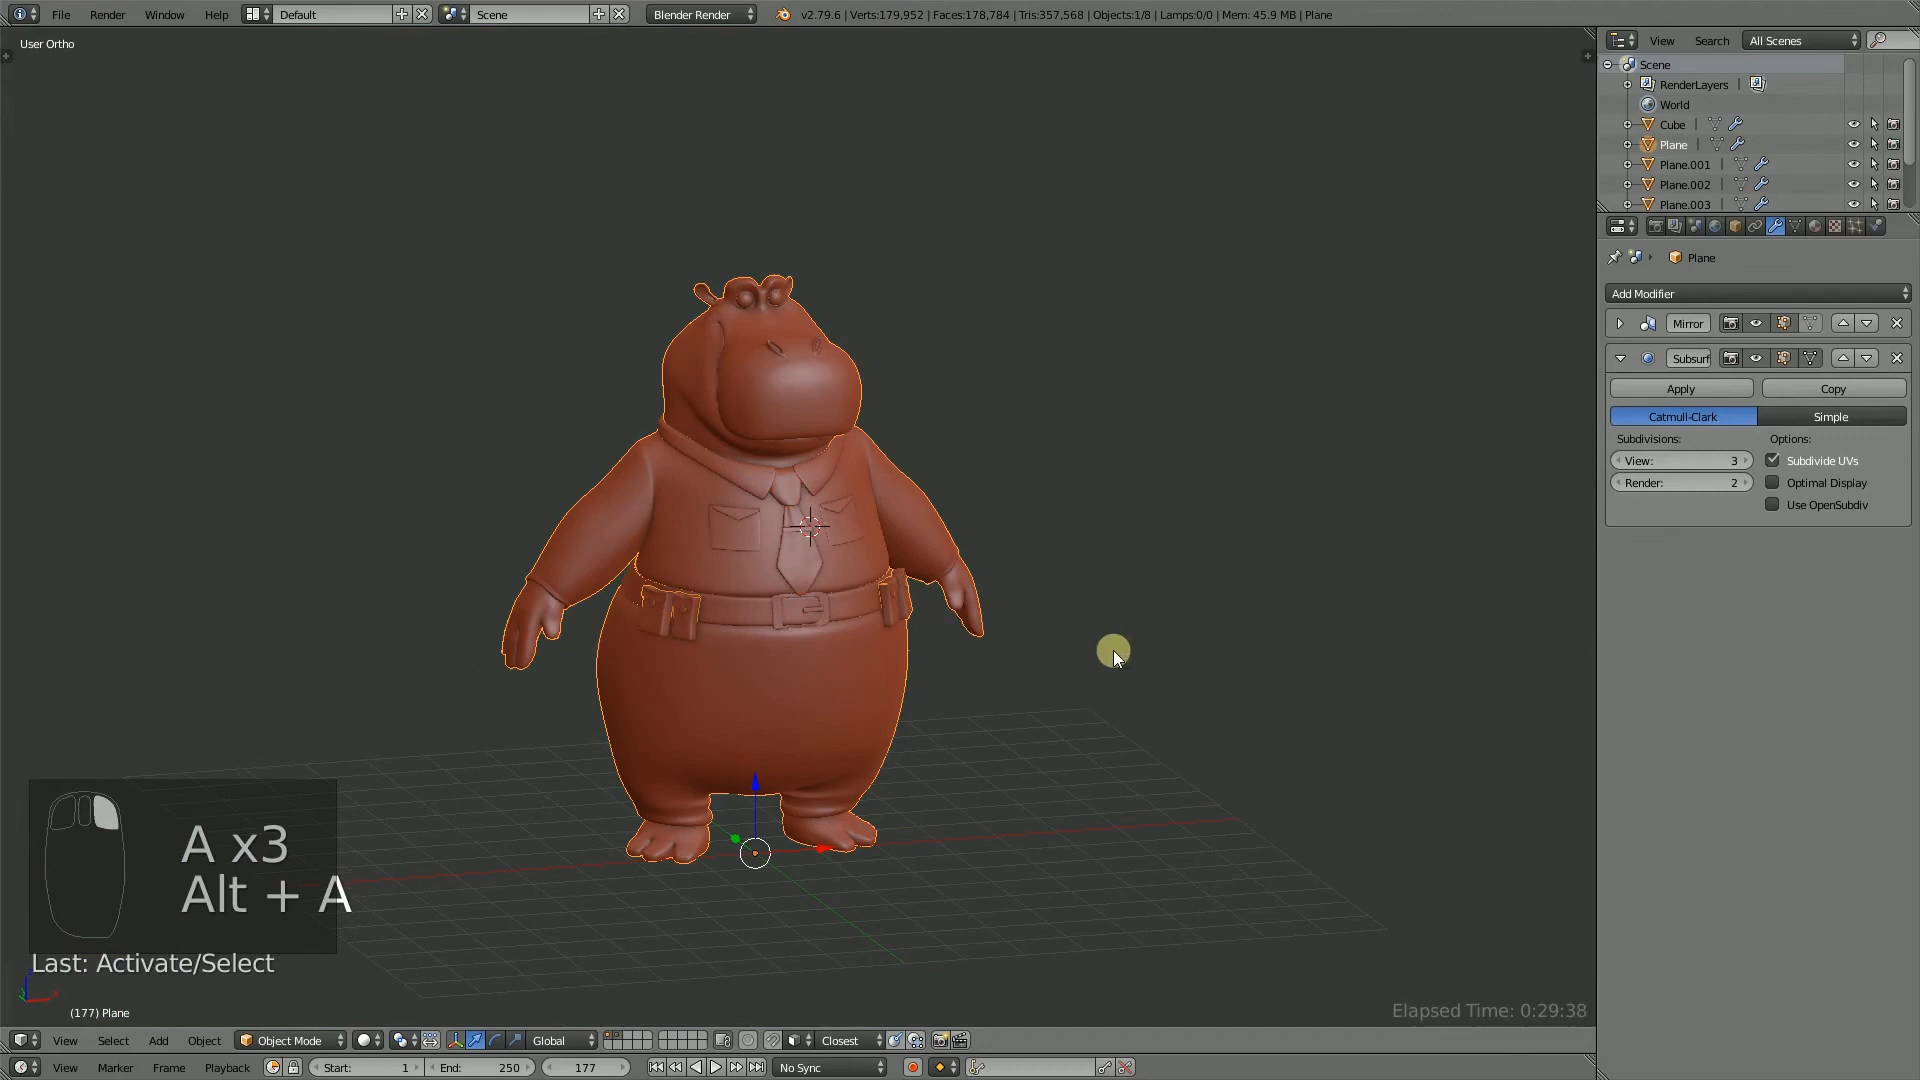 File Render Window Help Default Scene Blender Render v2.79.6 | Verts:179,952 | Faces:178,784 | Tris:357,568 | Objects:1/8 | Lamps:0/0 | Mem: 45.9 MB | Plane
User Ortho
View Search All Scenes
Scene
RenderLayers
World
Cube
Plane
Plane.001
Plane.002
Plane.003
Plane
Add Modifier
Mirror
Subsurf
Apply Copy
Catmull-Clark Simple
Subdivisions: Options:
View: 3 Subdivide UVs
Render: 2 Optimal Display
Use OpenSubdiv
A x3
Alt + A
Last: Activate/Select
(177) Plane
Elapsed Time: 0:29:38
View Select Add Object Object Mode Global Closest
View Marker Frame Playback Start: 1 End: 250 177 No Sync